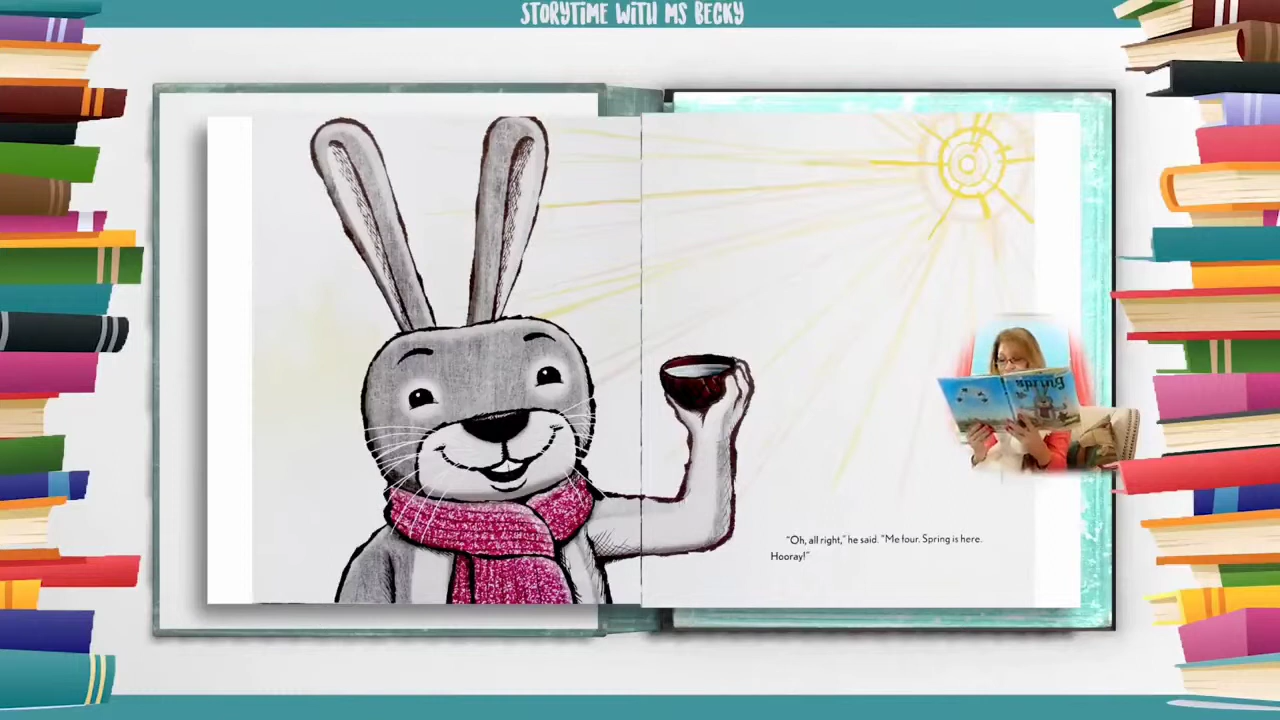 STORYTIME WITH MS BECKY
spring
"Oh, all right," he said. "Me four. Spring is here.
Hooray!"